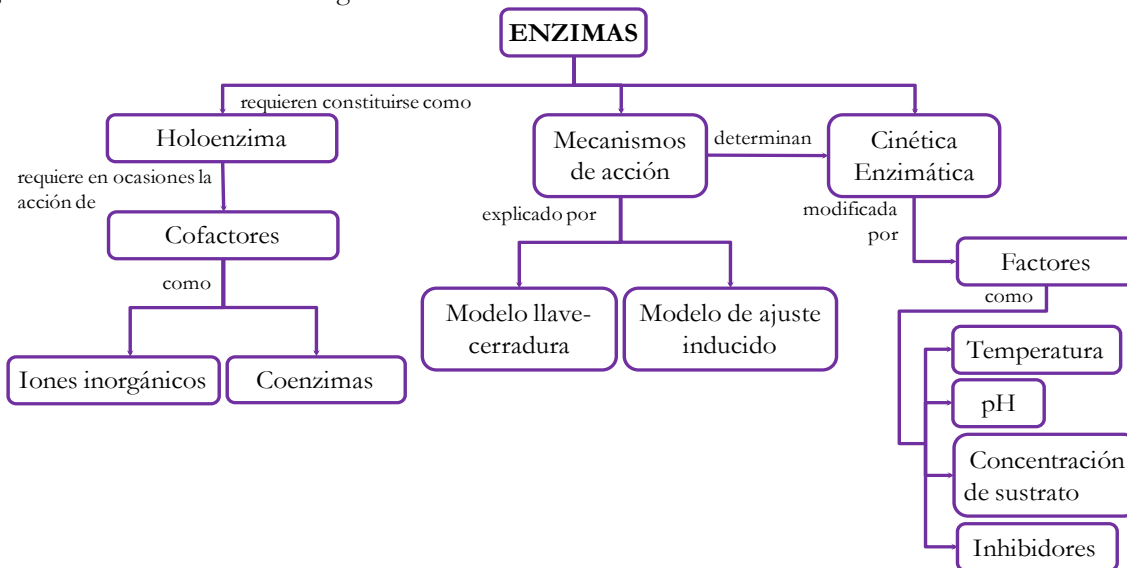 ENZIMAS
requieren constituirse como
Holoenzima
Mecanismos
de acción
determinan
Cinética
Enzimática
requiere en ocasiones la
acción de
explicado por
modificada
por
Cofactores
Factores
como
como
Modelo llave-
cerradura
Modelo de ajuste
inducido
Iones inorgánicos
Coenzimas
Temperatura
pH
Concentración
de sustrato
Inhibidores